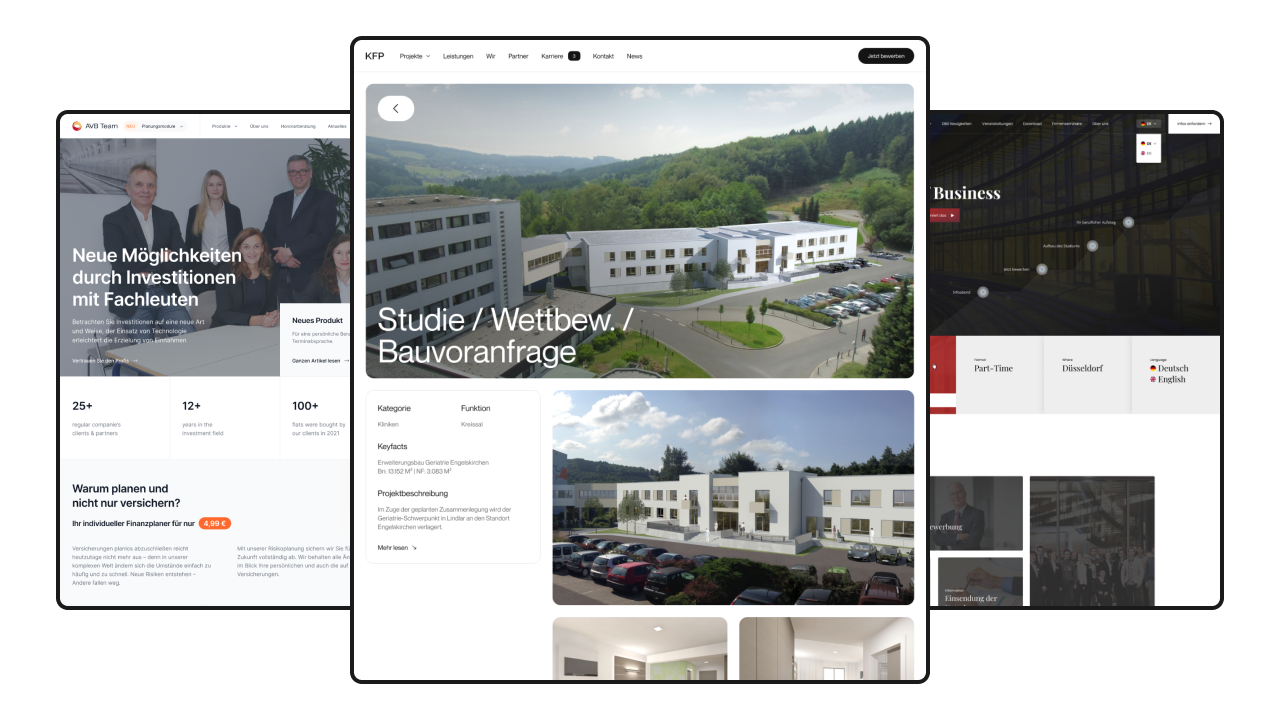 AVB Team
NEU
Planungsmodule
Produkte
Über uns
Honorarberatung
Aktuelles
Neue Möglichkeiten
durch Investitionen
mit Fachleuten
Betrachten Sie Investitionen auf eine neue Art
und Weise, der Einsatz von Technologie
erleichtert die Erzielung von Einnahmen
Vertrauen Sie den Profis →
Neues Produkt
Für eine persönliche
Terminabsprache.
Ganzen Artikel lesen →
25+
regular companie's
clients & partners
12+
years in the
investment field
100+
flats were bought by
our clients in 2021
Warum planen und
nicht nur versichern?
Ihr individueller Finanzplaner für nur 4,99 €
Versicherungen planlos abzuschließen reicht
heutzutage nicht mehr aus – denn in unserer
komplexen Welt ändern sich die Umstände einfach zu
häufig und zu schnell. Neue Risiken entstehen –
Andere fallen weg.
Mit unserer Risikoplanung sichern wir Sie
Zukunft vollständig ab. Wir behalten alle
im Blick Ihre persönlichen und auch die auf
Versicherungen.
KFP
Projekte
Leistungen
Wir
Partner
Karriere 3
Kontakt
News
Jetzt bewerben
Studie / Wettbew. /
Bauvoranfrage
Kategorie
Kliniken
Funktion
Kreissal
Keyfacts
Erweiterungsbau Geriatrie Engelskirchen
Bri. 13.152 M³ | NF: 3.083 M²
Projektbeschreibung
Im Zuge der geplanten Zusammenlegung wird der
Geriatrie-Schwerpunkt in Lindlar an den Standort
Engelskirchen verlagert.
Mehr lesen ↘
Veranstaltungen
Download
Firmenseminare
Über uns
DE
DE
EN
Infos anfordern →
Business
Ihr beruflicher Aufstieg
Aufbau des Studiums
Jetzt bewerben
Infoabend
Format
Part-Time
Where
Düsseldorf
Language
Deutsch
English
ewerbung
Information
Einsendung der